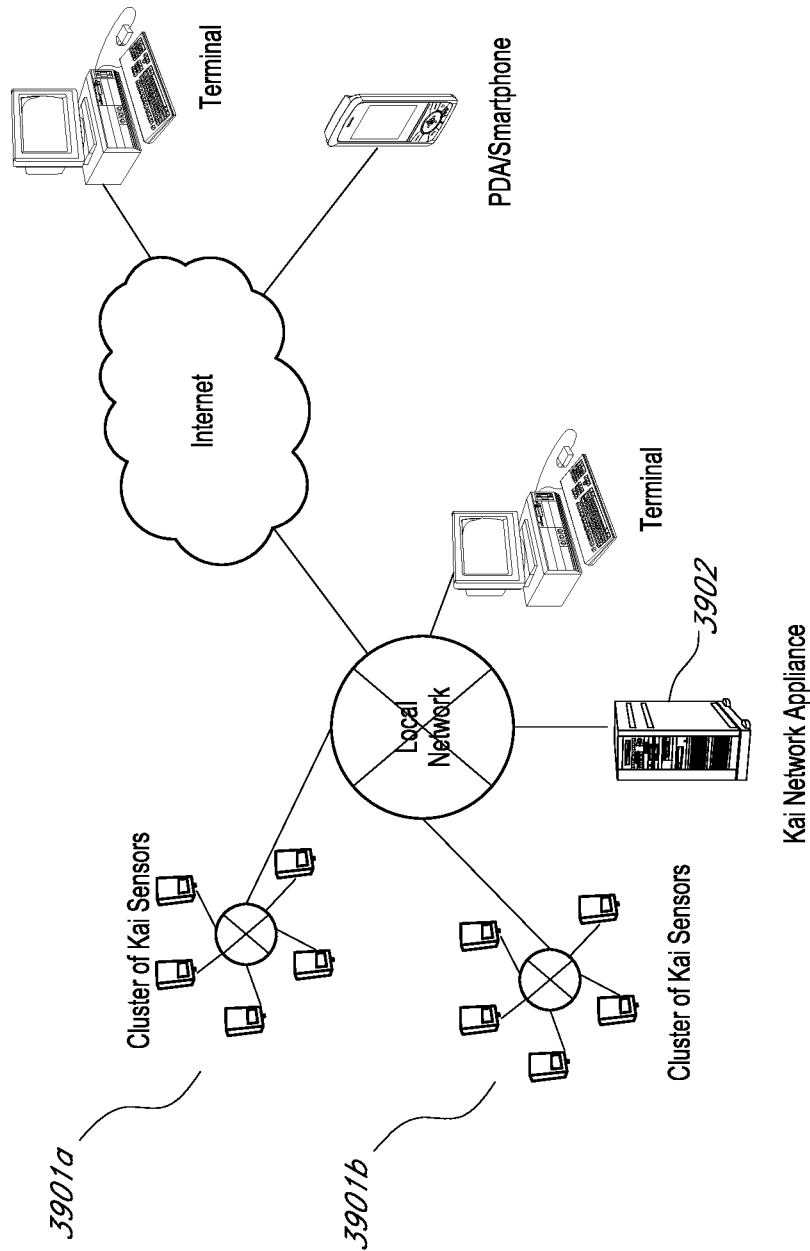 Terminal
PDA/Smartphone
Internet
Terminal
3902
Local
Network
Kai Network Appliance
Cluster of Kai Sensors
Cluster of Kai Sensors
3901a
3901b